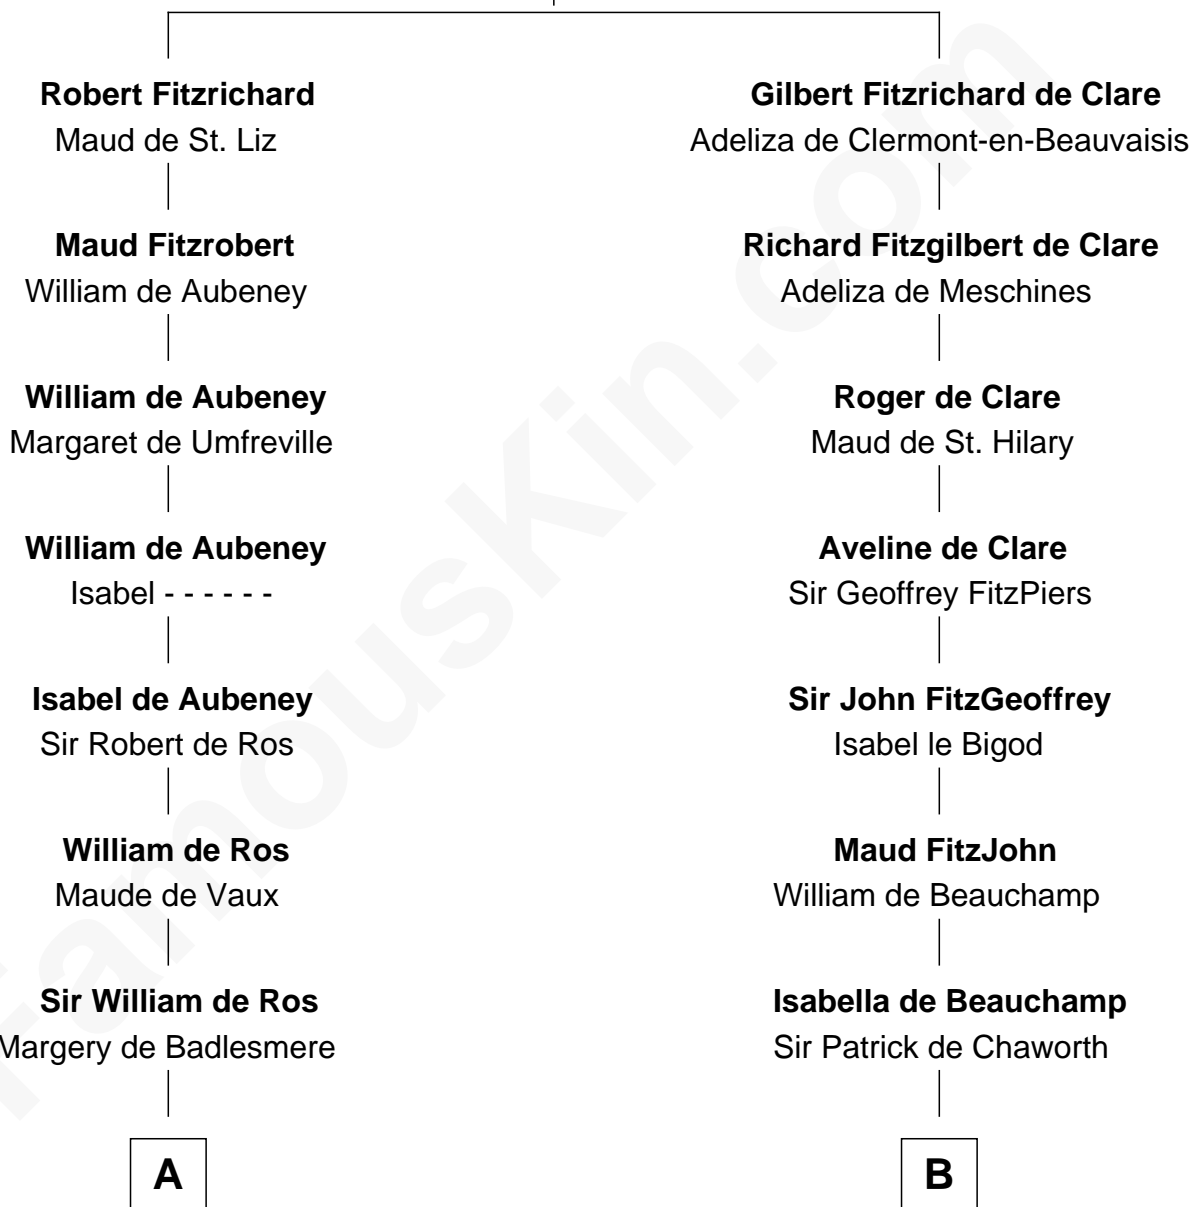 Robert Fitzrichard
Maud de St. Liz
Maud Fitzrobert
William de Aubeney
William de Aubeney
Margaret de Umfreville
William de Aubeney
Isabel - - - - - -
Isabel de Aubeney
Sir Robert de Ros
William de Ros
Maude de Vaux
Sir William de Ros
Margery de Badlesmere
A
Gilbert Fitzrichard de Clare
Adeliza de Clermont-en-Beauvaisis
Richard Fitzgilbert de Clare
Adeliza de Meschines
Roger de Clare
Maud de St. Hilary
Aveline de Clare
Sir Geoffrey FitzPiers
Sir John FitzGeoffrey
Isabel le Bigod
Maud FitzJohn
William de Beauchamp
Isabella de Beauchamp
Sir Patrick de Chaworth
B
FamousKin.com